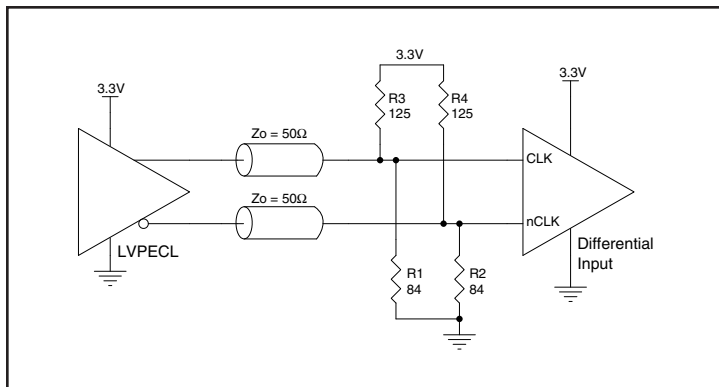 3.3V
3.3V
3.3V
R3
125
R4
125
Zo = 50Ω
CLK
Zo = 50Ω
nCLK
LVPECL
Differential
Input
R1
84
R2
84